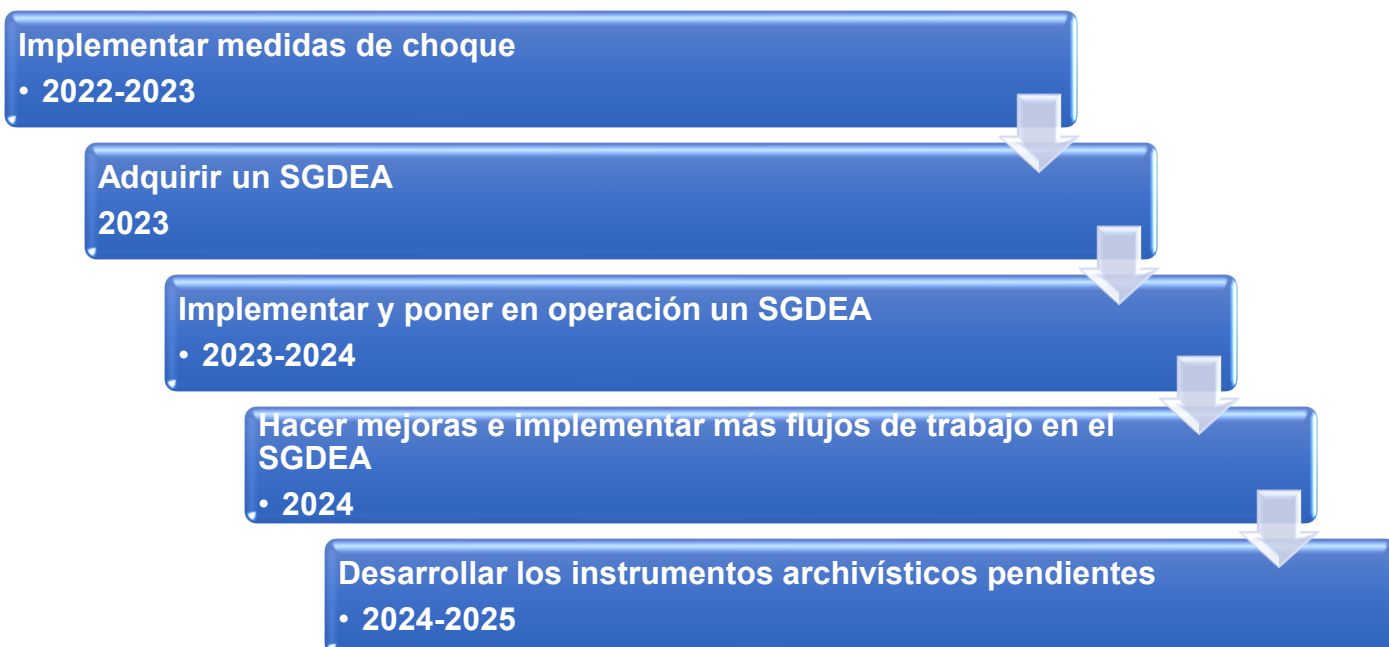 Implementar medidas de choque
• 2022-2023
Adquirir un SGDEA
2023
Implementar y poner en operación un SGDEA
• 2023-2024
Hacer mejoras e implementar más flujos de trabajo en el
SGDEA
• 2024
Desarrollar los instrumentos archivísticos pendientes
• 2024-2025